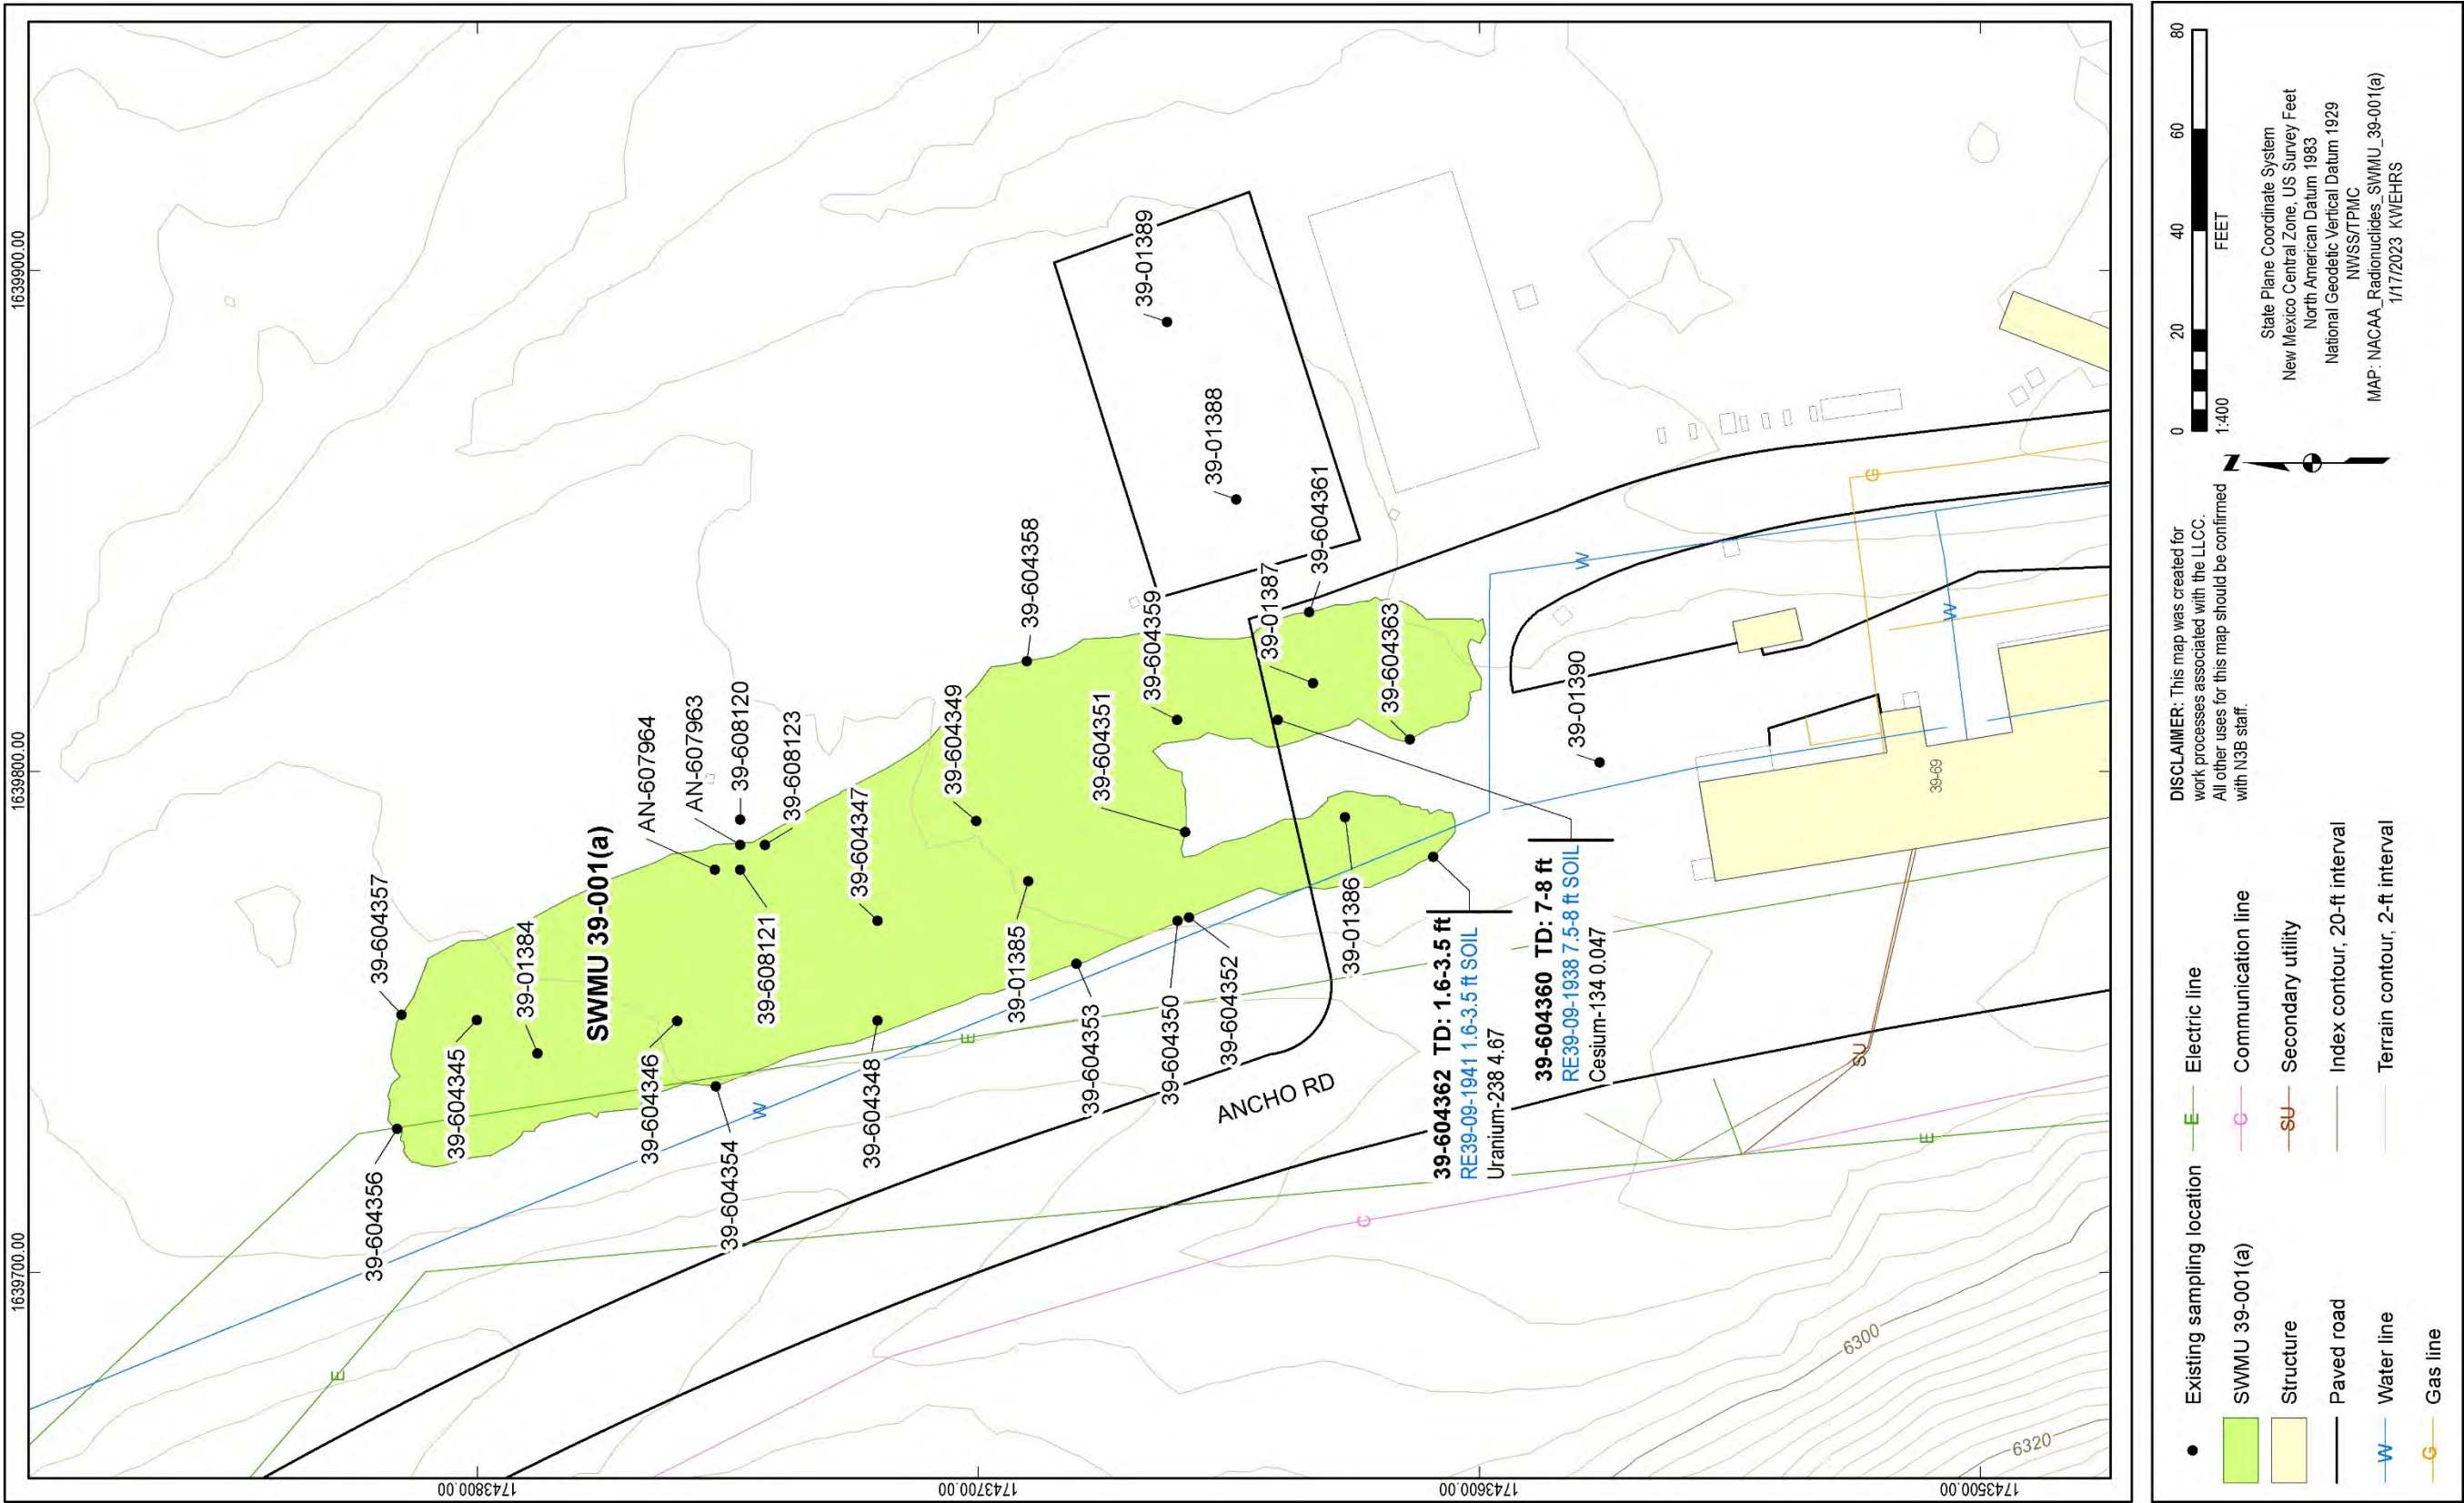 1639700.00
1639800.00
1639900.00
1743800.00
1743700.00
1743600.00
1743500.00
39-604356
39-604357
39-604345
39-01384
SWMU 39-001(a)
39-604346
39-604354
AN-607964
AN-607963
39-608120
39-608123
39-608121
39-604347
39-604348
39-604349
39-01385
39-604358
39-604353
39-604351
39-604350
39-604352
39-604359
39-01389
39-01388
39-01387
39-604361
39-01386
39-604363
39-01390
ANCHO RD
39-604362 TD: 1.6-3.5 ft
RE39-09-1941 1.6-3.5 ft SOIL
Uranium-238 4.67
39-604360 TD: 7-8 ft
RE39-09-1938 7.5-8 ft SOIL
Cesium-134 0.047
39-69
6300
6320
E
E
E
W
W
W
C
SU
G
Existing sampling location
SWMU 39-001(a)
Structure
Paved road
W Water line
G Gas line
E Electric line
C Communication line
SU Secondary utility
Index contour, 20-ft interval
Terrain contour, 2-ft interval
DISCLAIMER: This map was created for
work processes associated with the LLCC.
All other uses for this map should be confirmed
with N3B staff.
N
0 20 40 60 80
1:400 FEET
State Plane Coordinate System
New Mexico Central Zone, US Survey Feet
North American Datum 1983
National Geodetic Vertical Datum 1929
NWSS/TPMC
MAP: NACAA_Radionuclides_SWMU_39-001(a)
1/17/2023 KWEHRS